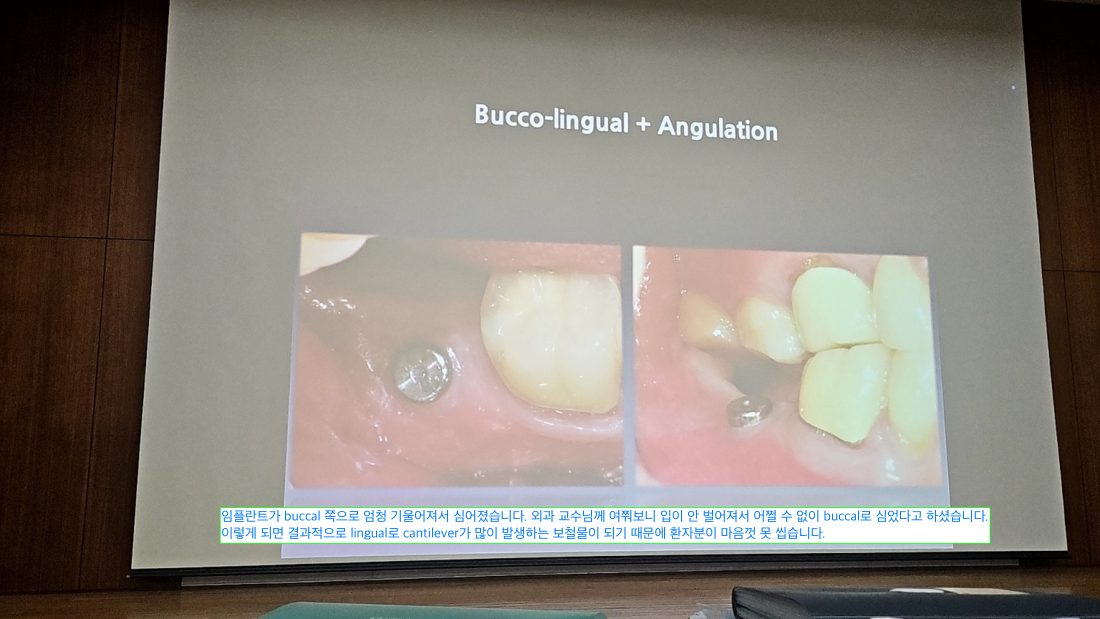 Bucco-lingual + Angulation
임플란트가 buccal 쪽으로 엄청 기울어져서 심어졌습니다. 외과 교수님께 여쭤보니 입이 안 벌어져서 어쩔 수 없이 buccal로 심었다고 하셨습니다.
이렇게 되면 결과적으로 lingual로 cantilever가 많이 발생하는 보철물이 되기 때문에 환자분이 마음껏 못 씹습니다.